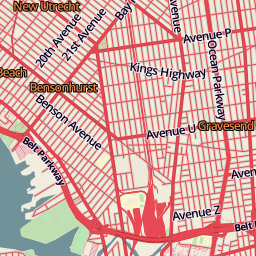 New Utrecht
Bay
Avenue
20th Avenue
21st Avenue
Avenue P
Ocean Parkway
Beach
Kings Highway
Bensonhurst
Benson Avenue
Avenue U
Gravesend
Belt Parkway
Avenue
Avenue Z
Belt